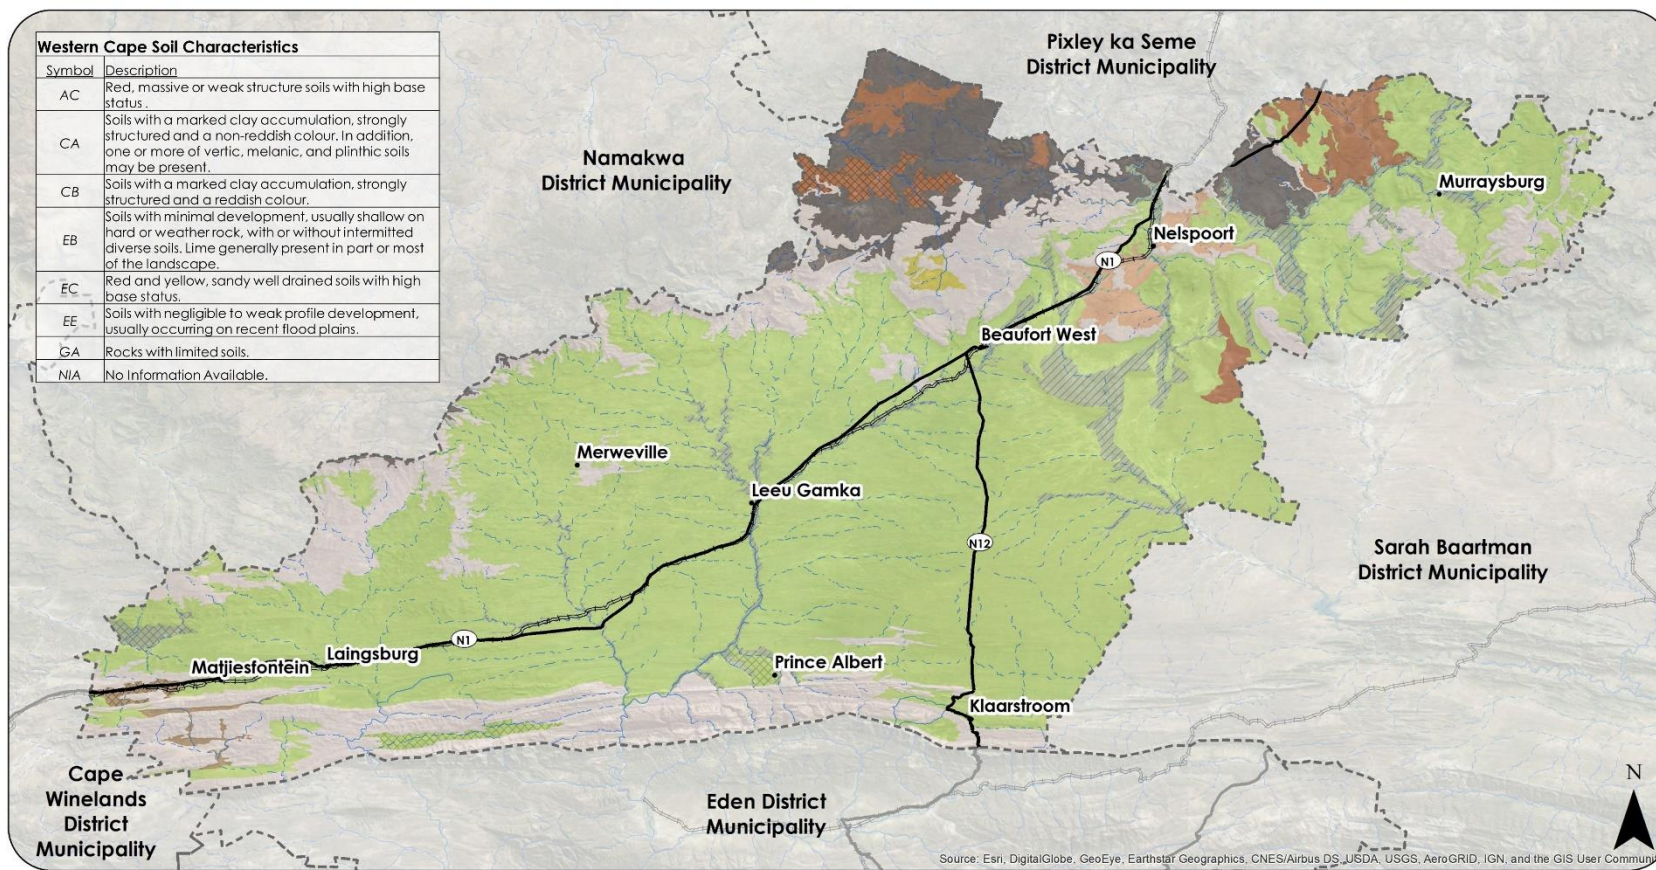 Western Cape Soil Characteristics
Symbol Description
AC Red, massive or weak structure soils with high base
status .
CA Soils with a marked clay accumulation, strongly
structured and a non-reddish colour. In addition,
one or more of vertic, melanic, and plinthic soils
may be present.
CB Soils with a marked clay accumulation, strongly
structured and a reddish colour.
EB Soils with minimal development, usually shallow on
hard or weather rock, with or without intermitted
diverse soils. Lime generally present in part or most
of the landscape.
EC Red and yellow, sandy well drained soils with high
base status.
EE Soils with negligible to weak profile development,
usually occurring on recent flood plains.
GA Rocks with limited soils.
NIA No Information Available.
Pixley ka Seme
District Municipality
Namakwa
District Municipality
Murraysburg
Nelspoort
N1
Beaufort West
Merweville
Leeu Gamka
N12
Sarah Baartman
District Municipality
N1
Laingsburg
Matjiesfontein
Prince Albert
Klaarstroom
Cape
Winelands
District
Municipality
Eden District
Municipality
N
Source: Esri, DigitalGlobe, GeoEye, Earthstar Geographics, CNES/Airbus DS, USDA, USGS, AeroGRID, IGN, and the GIS User